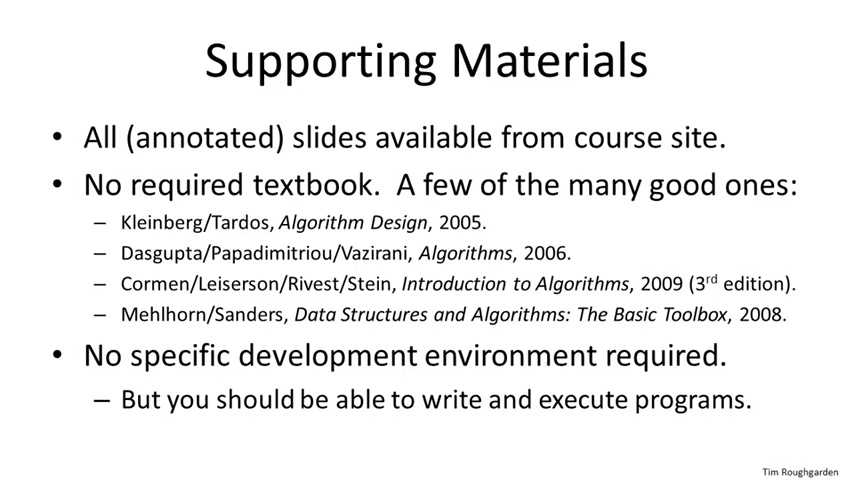 Supporting Materials
• All (annotated) slides available from course site.
• No required textbook. A few of the many good ones:
– Kleinberg/Tardos, Algorithm Design, 2005.
– Dasgupta/Papadimitriou/Vazirani, Algorithms, 2006.
– Cormen/Leiserson/Rivest/Stein, Introduction to Algorithms, 2009 (3rd edition).
– Mehlhorn/Sanders, Data Structures and Algorithms: The Basic Toolbox, 2008.
• No specific development environment required.
– But you should be able to write and execute programs.
Tim Roughgarden